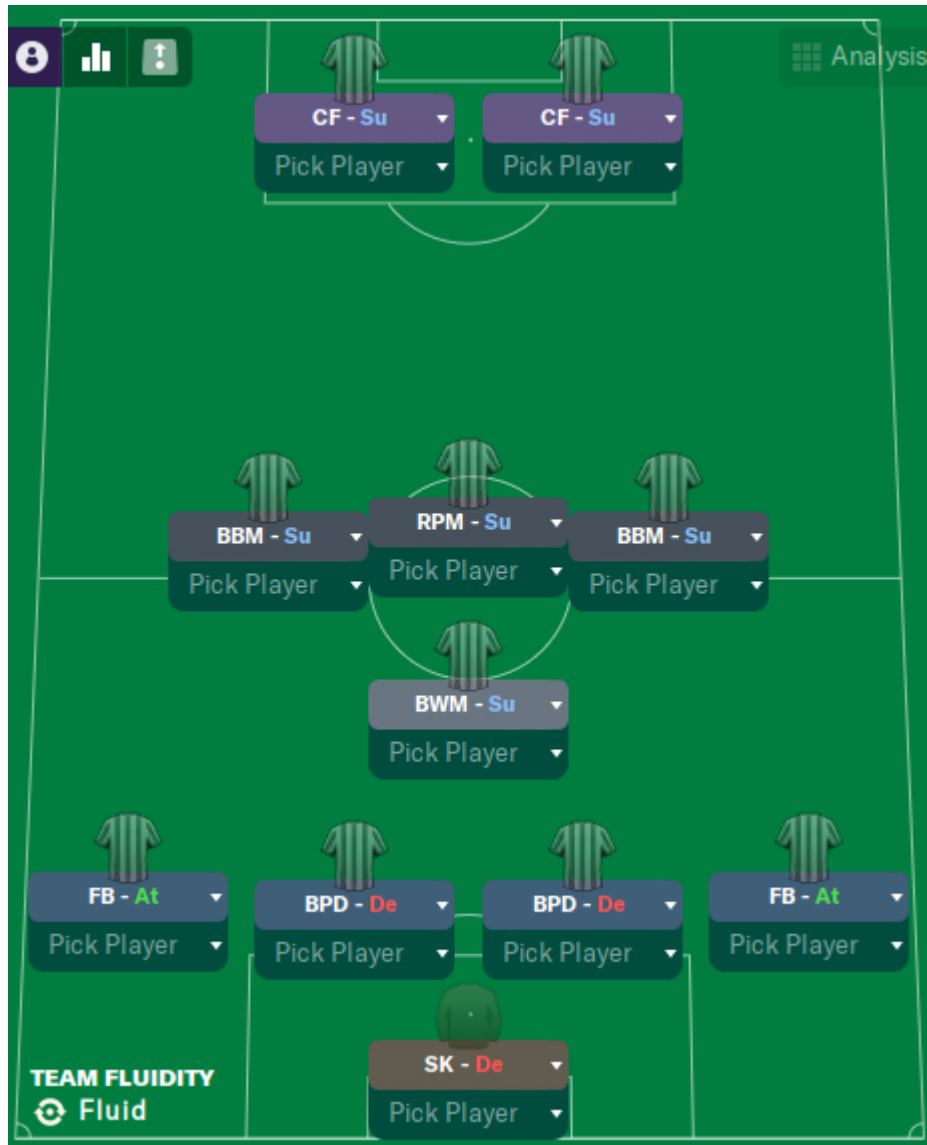 Analysis
CF - Su
CF - Su
Pick Player
Pick Player
BBM - Su
RPM - Su
BBM - Su
Pick Player
Pick Player
Pick Player
BWM - Su
Pick Player
FB - At
BPD - De
BPD - De
FB - At
Pick Player
Pick Player
Pick Player
Pick Player
SK - De
Pick Player
TEAM FLUIDITY
Fluid